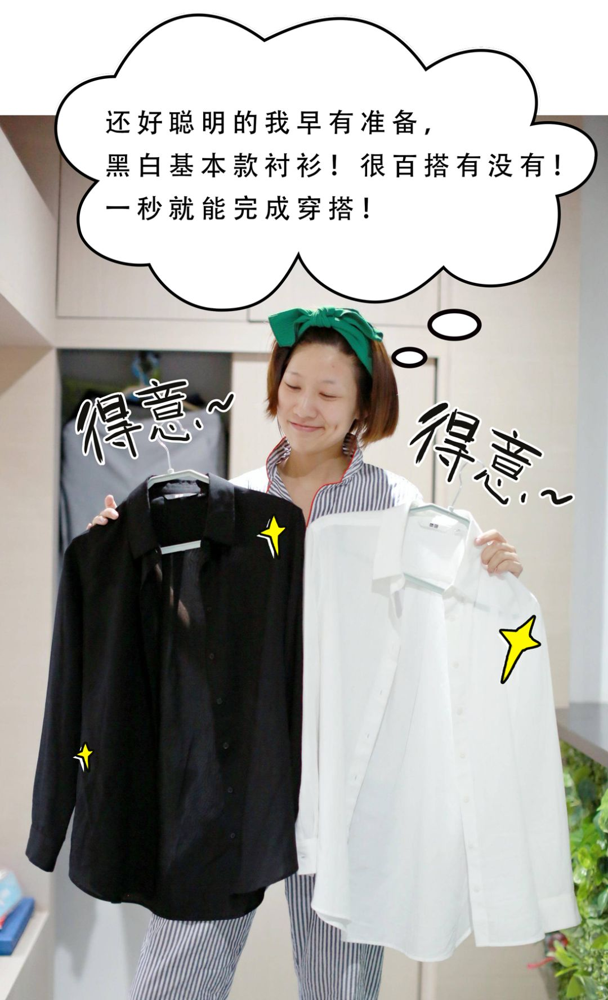 还好聪明的我早有准备,
黑白基本款衬衫！很百搭有没有！
一秒就能完成穿搭！
得意、~
得意、~